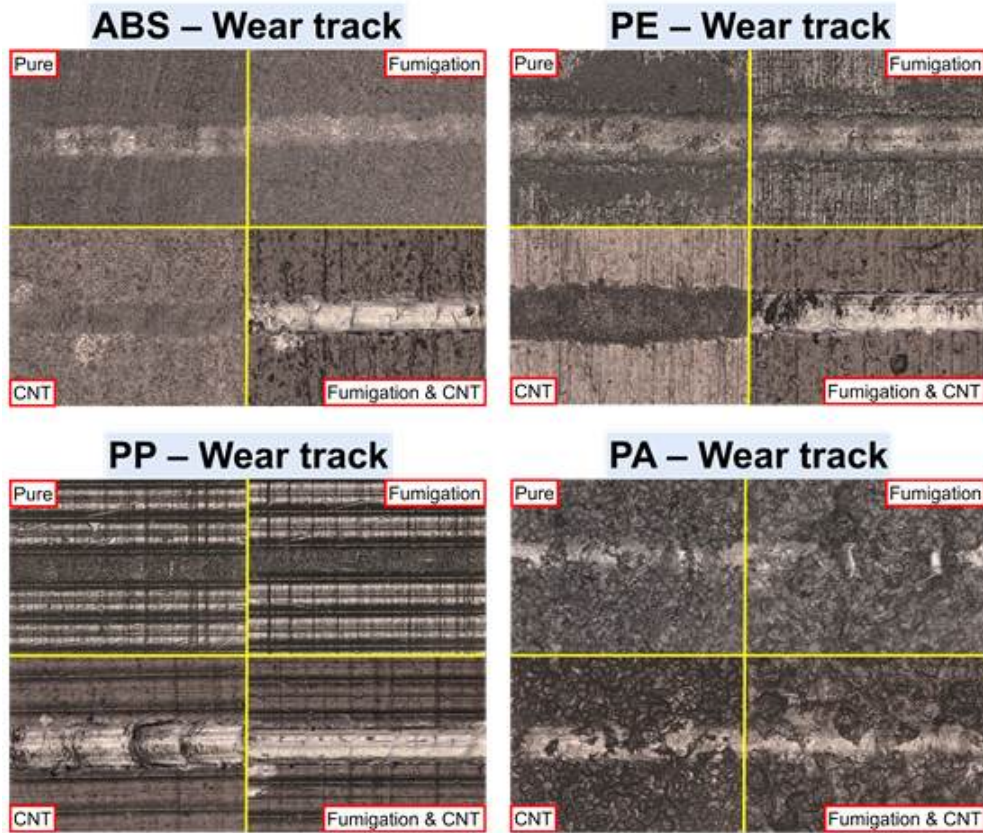 ABS – Wear track
Pure
Fumigation
CNT
Fumigation & CNT
PE – Wear track
Pure
Fumigation
CNT
Fumigation & CNT
PP – Wear track
Pure
Fumigation
CNT
Fumigation & CNT
PA – Wear track
Pure
Fumigation
CNT
Fumigation & CNT